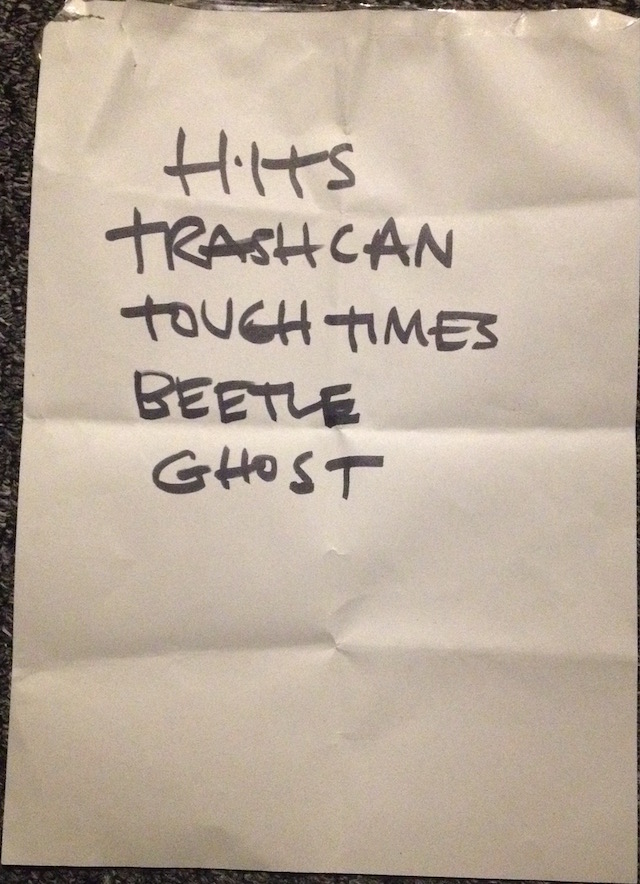 H.ITS
TRASHCAN
TOUGH TIMES
BEETLE
GHOST